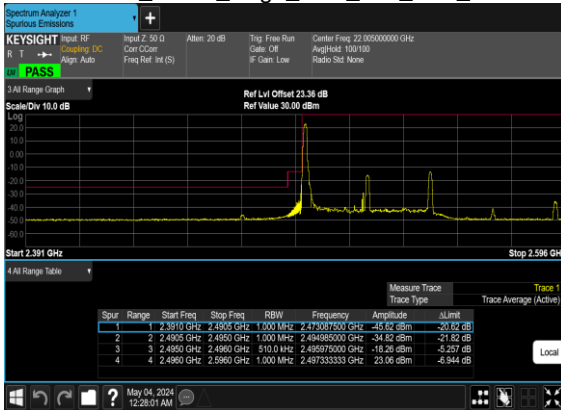 Spectrum Analyzer 1
Spurious Emissions
KEYSIGHT Input: RF Input Z: 50 Ω Atten: 20 dB Trig: Free Run Center Freq: 22.005000000 GHz
R T Coupling: DC Corr CCorr Gate: Off Avg|Hold: 100/100
Align: Auto Freq Ref: Int (S) IF Gain: Low Radio Std: None
PASS
3 All Range Graph
Ref Lvl Offset 23.36 dB
Scale/Div 10.0 dB Ref Value 30.00 dBm
Log
20.0
10.0
0.00
-10.0
-20.0
-30.0
-40.0
-50.0
-60.0
Start 2.391 GHz Stop 2.596 GHz
4 All Range Table
Measure Trace Trace 1
Trace Type Trace Average (Active)
Spur Range Start Freq Stop Freq RBW Frequency Amplitude ΔLimit
1 1 2.3910 GHz 2.4905 GHz 1.000 MHz 2.473087500 GHz -45.62 dBm -20.62 dB
2 2 2.4905 GHz 2.4950 GHz 1.000 MHz 2.494985000 GHz -34.82 dBm -21.82 dB
3 3 2.4950 GHz 2.4960 GHz 510.0 kHz 2.495975000 GHz -18.26 dBm -5.257 dB
4 4 2.4960 GHz 2.5960 GHz 1.000 MHz 2.497333333 GHz 23.06 dBm -6.944 dB
Local
? May 04, 2024
12:28:01 AM